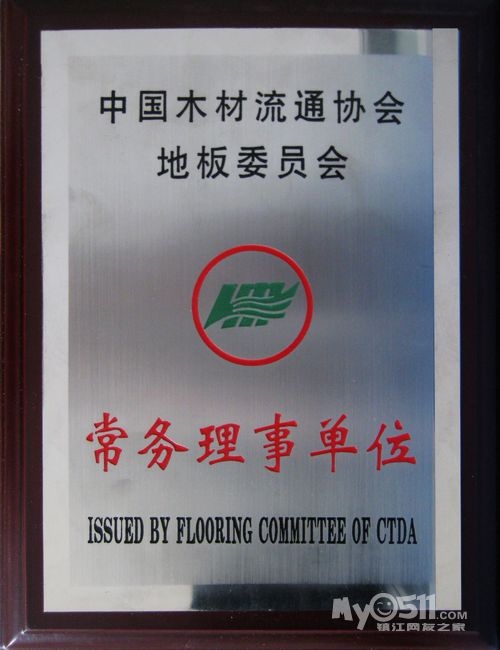 中国木材流通协会
地板委员会
常务理事单位
ISSUED BY FLOORING COMMITTEE OF CTDA
My0511.COM
镇江网友之家